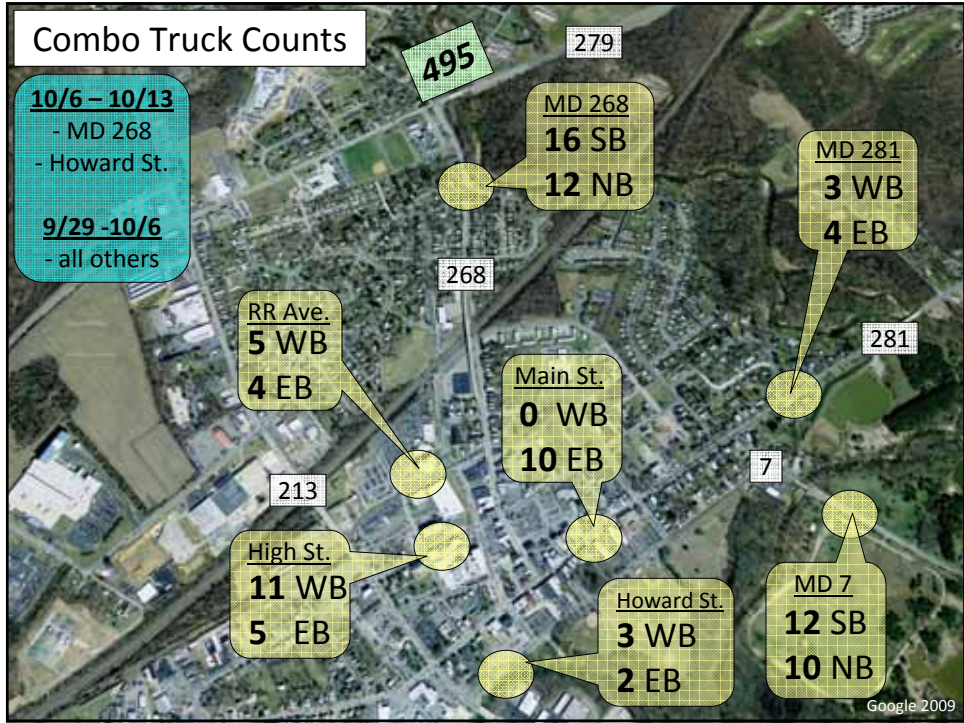 Combo Truck Counts
495
279
10/6 – 10/13
- MD 268
- Howard St.
9/29 -10/6
- all others
MD 268
16 SB
12 NB
MD 281
3 WB
4 EB
268
RR Ave.
5 WB
4 EB
281
Main St.
0 WB
10 EB
7
213
High St.
11 WB
5 EB
Howard St.
3 WB
2 EB
MD 7
12 SB
10 NB
Google 2009